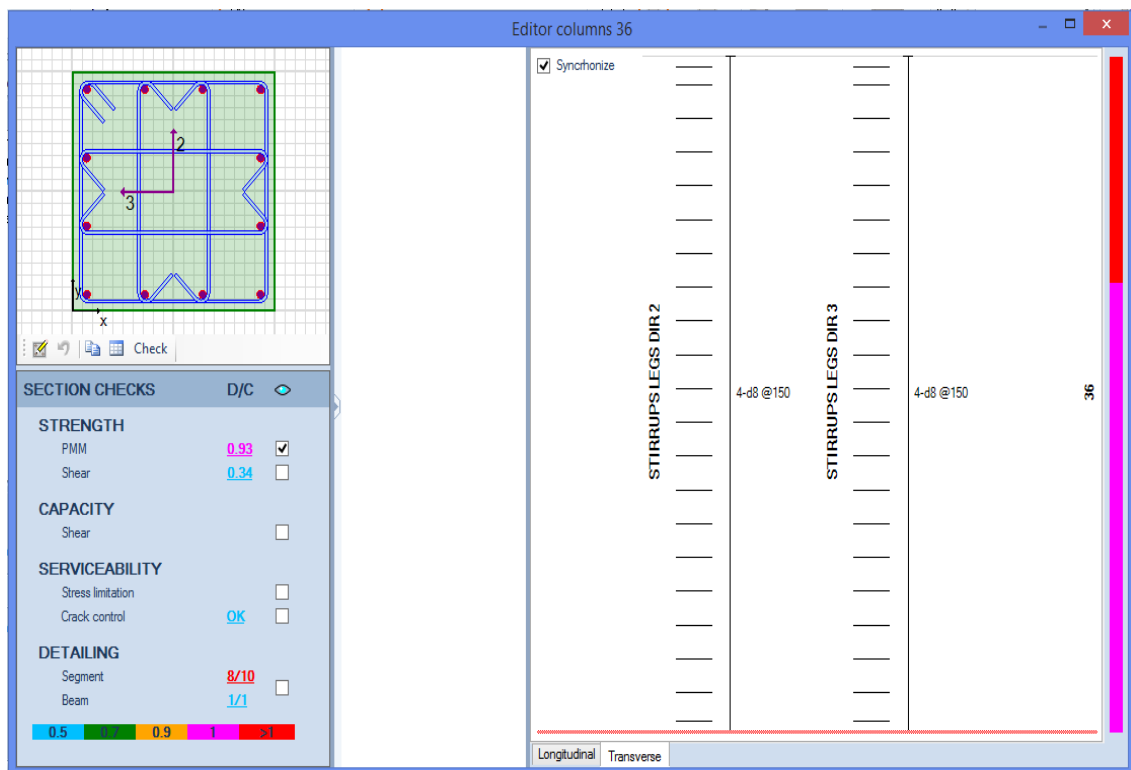 Editor columns 36
2
3
y
x
Check
SECTION CHECKS D/C
STRENGTH
PMM 0.93
Shear 0.34
CAPACITY
Shear
SERVICEABILITY
Stress limitation
Crack control OK
DETAILING
Segment 8/10
Beam 1/1
0.5 0.7 0.9 1 >1
Syncrhonize
STIRRUPS LEGS DIR 2
4-d8 @150
STIRRUPS LEGS DIR 3
4-d8 @150
36
Longitudinal Transverse